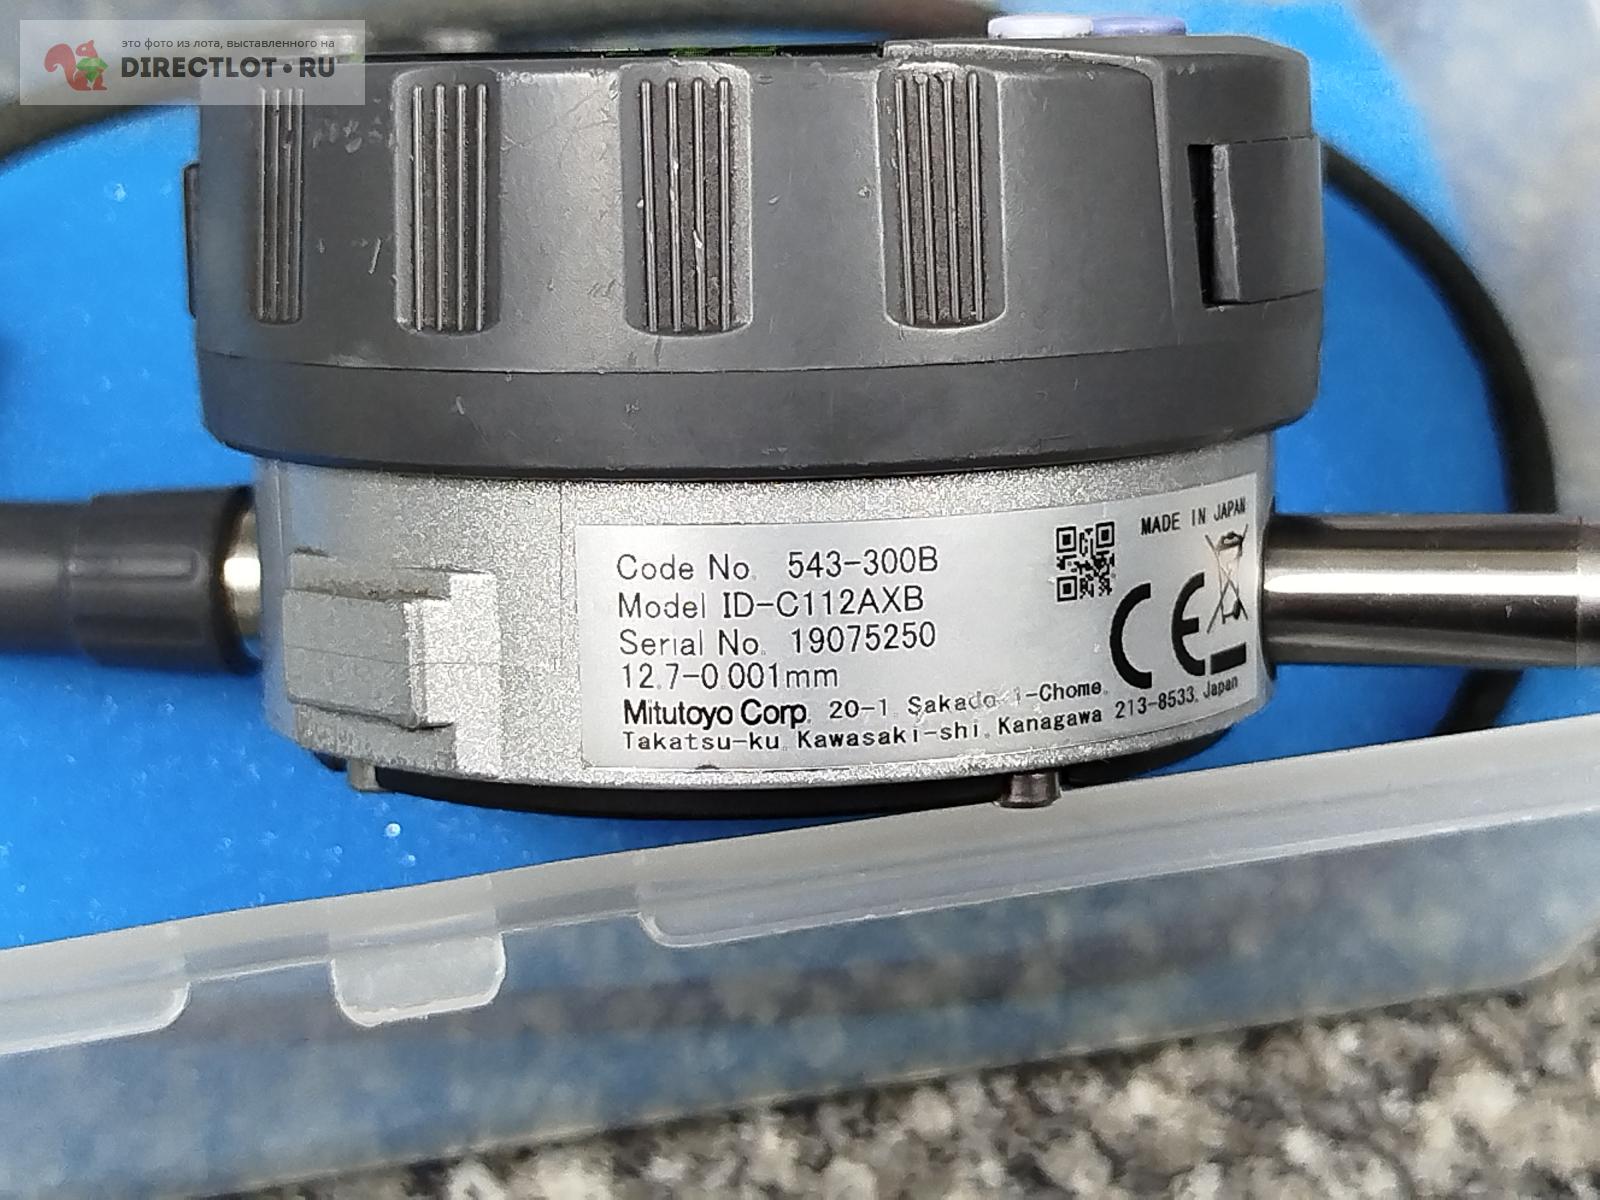 это фото из лота, выставленного на
DIRECTLOT•RU
MADE IN JAPAN
Code No. 543-300B
Model ID-C112AXB
Serial No. 19075250
12.7-0.001mm
CE
Mitutoyo Corp. 20-1, Sakado 1-Chome,
Takatsu-ku, Kawasaki-shi, Kanagawa 213-8533, Japan